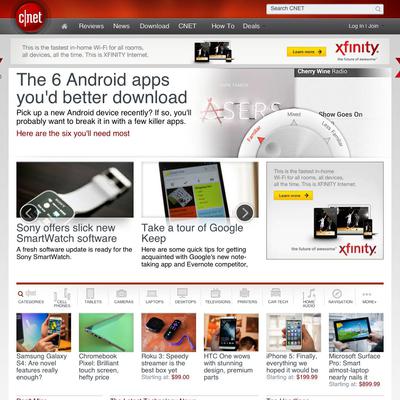 c|net
Search CNET
Reviews News Download CNET How To Deals Log In | Join
This is the fastest in-home Wi-Fi for all rooms,
all devices, all the time. This is XFINITY Internet.
Learn more
xfinity
the future of awesome
The 6 Android apps
you'd better download
Pick up a new Android device recently? If so, you'll
probably want to break it in with a few killer apps.
Here are the six you'll need most
Cherry Wine Radio
ASERS
Show Goes On
Familiar
Mixed
Less Familiar
Sony offers slick new
SmartWatch software
A fresh software update is ready for the
Sony SmartWatch.
Take a tour of Google
Keep
Here are some quick tips for getting
acquainted with Google's new note-
taking app and Evernote competitor,
This is the fastest in-home
Wi-Fi for all rooms, all devices,
all the time. This is XFINITY Internet.
Learn more
the future of awesome
xfinity
cnet
CATEGORIES
CELL
PHONES
TABLETS
CAMERAS
LAPTOPS
DESKTOPS
TELEVISIONS
PRINTERS
CAR TECH
HOME
AUDIO
NAVIGATION
MORE+
Samsung Galaxy
S4: Are novel
features really
enough?
Chromebook
Pixel: Brilliant
touch screen,
hefty price
Roku 3: Speedy
streamer is the
best box yet
Starting at: $99.00
HTC One wows
with stunning
design, premium
parts
iPhone 5: Finally,
everything we
hoped it would be
Starting at: $199.99
Microsoft Surface
Pro: Smart
almost-laptop
nearly nails it
Starting at: $899.99